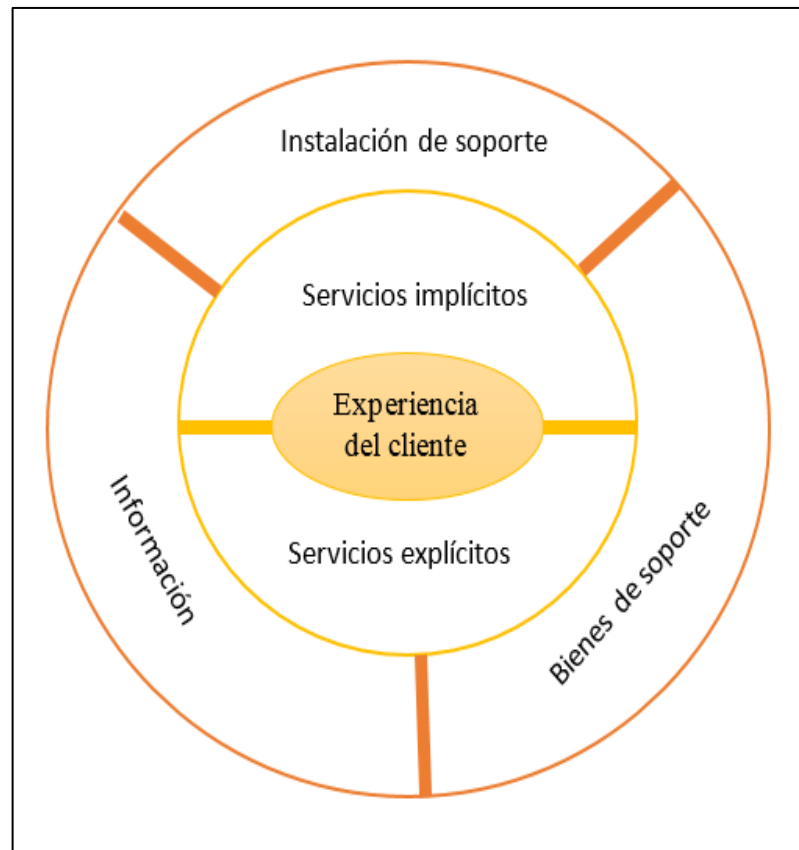 Instalación de soporte
Servicios implícitos
Experiencia
del cliente
Servicios explícitos
Información
Bienes de soporte